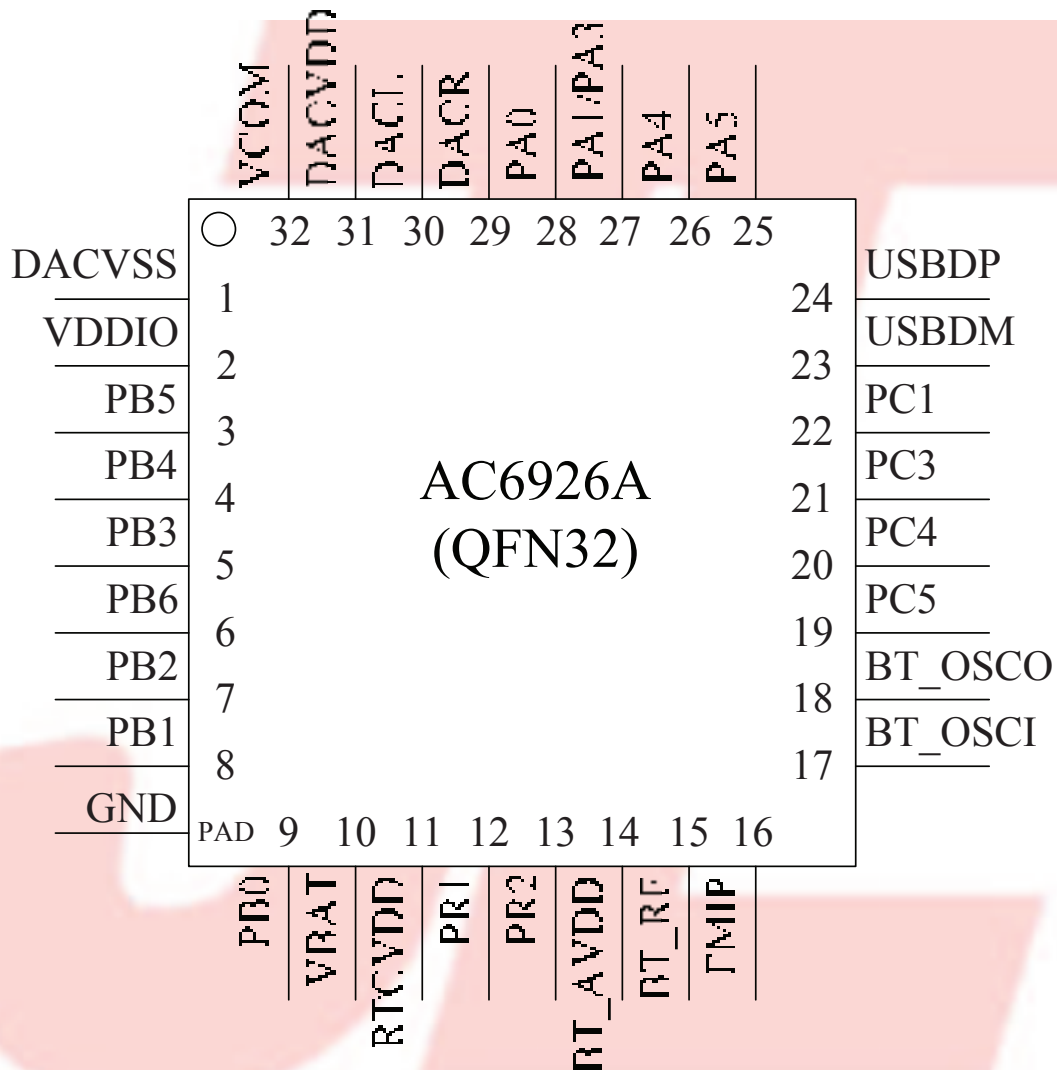 VCOM DACVDD DACL DACR PA0 PA1/PA3 PA4 PA5
32 31 30 29 28 27 26 25
DACVSS 1
VDDIO 2
PB5 3
PB4 4
PB3 5
PB6 6
PB2 7
PB1 8
GND PAD
AC6926A
(QFN32)
24 USBDP
23 USBDM
22 PC1
21 PC3
20 PC4
19 PC5
18 BT_OSCO
17 BT_OSCI
9 10 11 12 13 14 15 16
PB0 VBAT RTCVDD PR1 PR2 BT_AVDD BT_RF